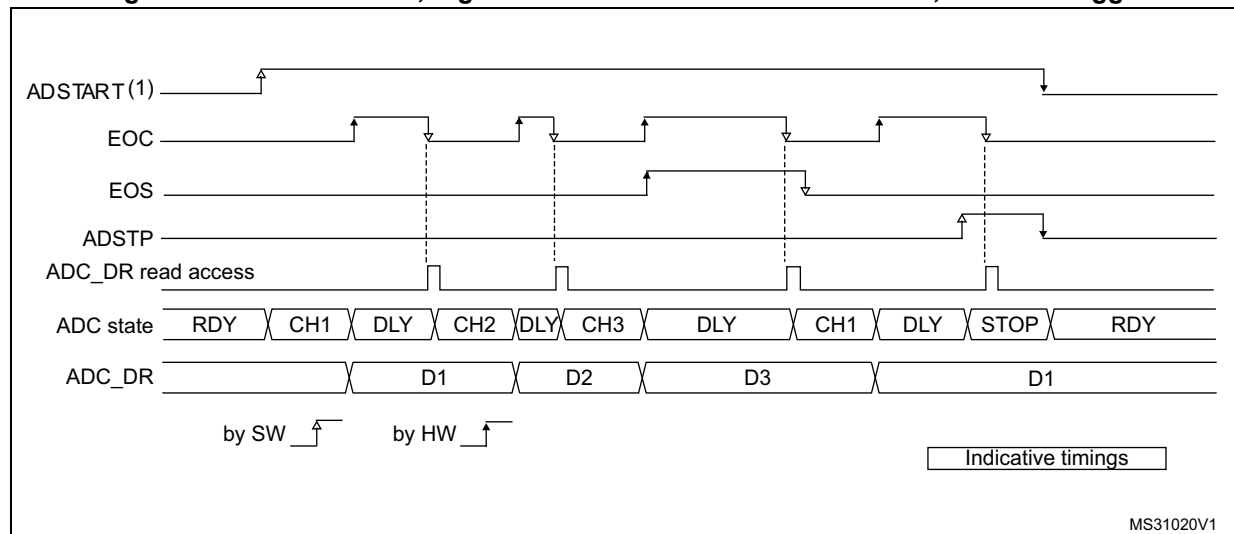 ADSTART(1)
EOC
EOS
ADSTP
ADC_DR read access
ADC state RDY CH1 DLY CH2 DLY CH3 DLY CH1 DLY STOP RDY
ADC_DR D1 D2 D3 D1
by SW by HW
Indicative timings
MS31020V1